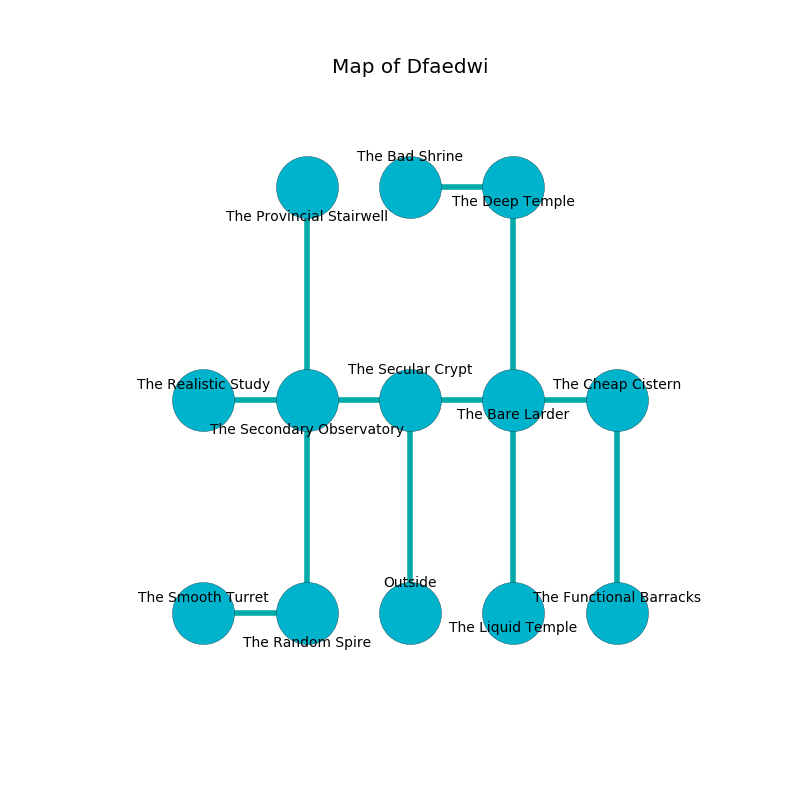 Map of Dfaedwi
The Bad Shrine
The Deep Temple
The Provincial Stairwell
The Secular Crypt
The Realistic Study
The Cheap Cistern
The Bare Larder
The Secondary Observatory
Outside
The Smooth Turret
The Functional Barracks
The Liquid Temple
The Random Spire